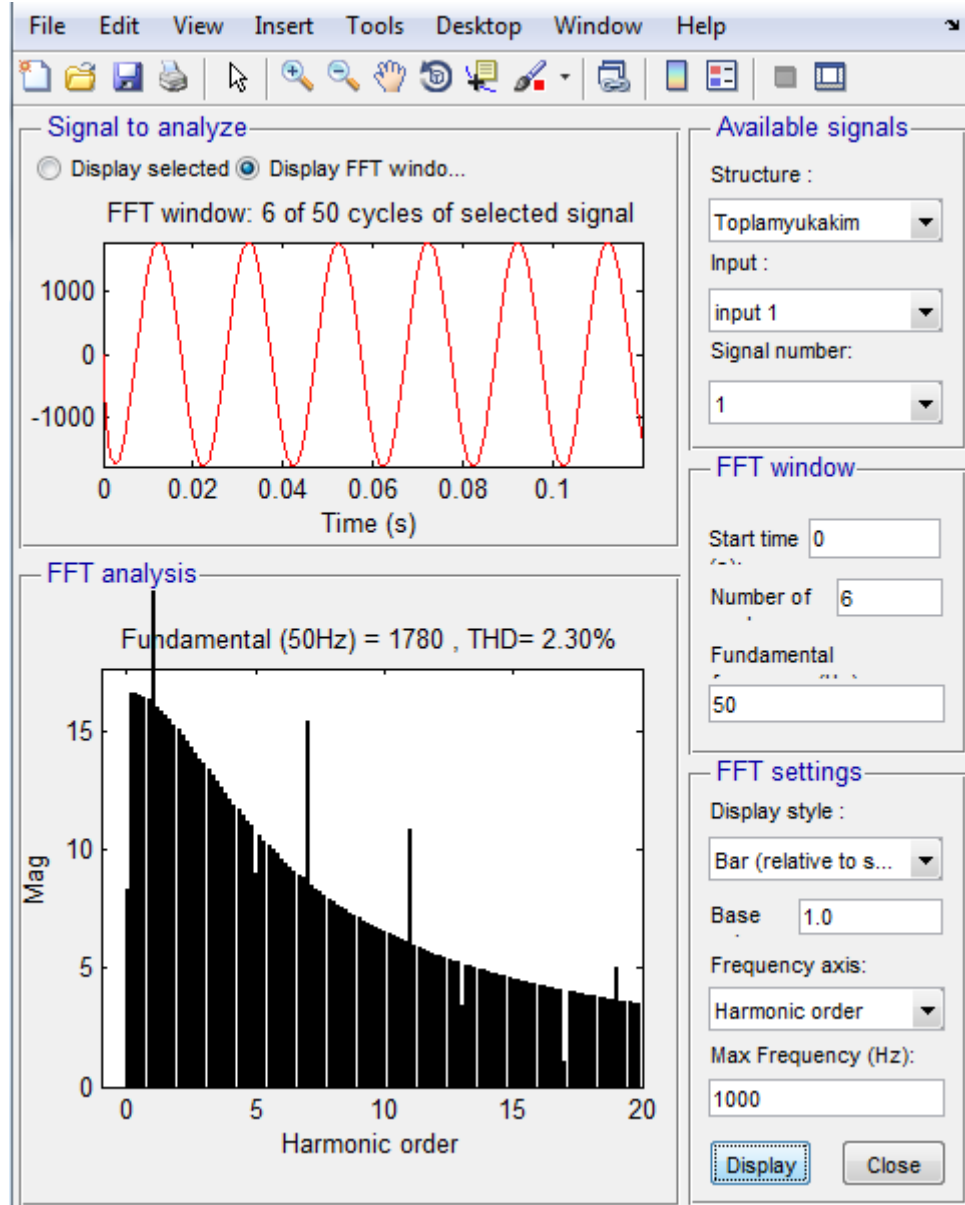 File Edit View Insert Tools Desktop Window Help
Signal to analyze
Display selected Display FFT windo...
FFT window: 6 of 50 cycles of selected signal
1000
0
-1000
0 0.02 0.04 0.06 0.08 0.1
Time (s)
FFT analysis
Fundamental (50Hz) = 1780 , THD= 2.30%
15
10
5
0
Mag
0 5 10 15 20
Harmonic order
Available signals
Structure :
Toplamyukakim
Input :
input 1
Signal number:
1
FFT window
Start time 0
Number of 6
Fundamental
50
FFT settings
Display style :
Bar (relative to s...
Base 1.0
Frequency axis:
Harmonic order
Max Frequency (Hz):
1000
Display Close